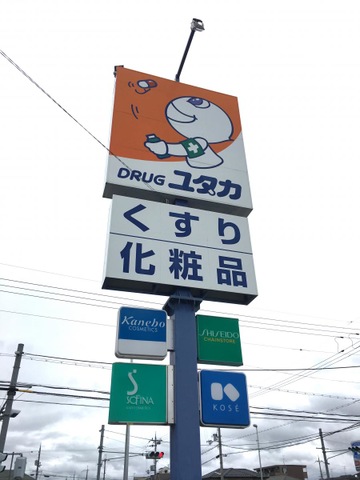 DRUG ユタカ
くすり
化粧品
Kanebo
COSMETICS
SHISEIDO
CHAINSTORE
SOFINA
KOSÉ